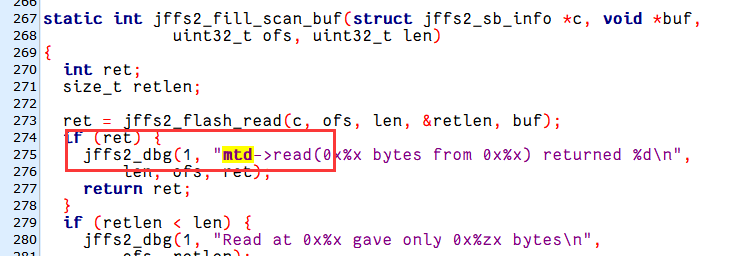 266
267 static int jffs2_fill_scan_buf(struct jffs2_sb_info *c, void *buf,
268 uint32_t ofs, uint32_t len)
269 {
270 int ret;
271 size_t retlen;
272
273 ret = jffs2_flash_read(c, ofs, len, &retlen, buf);
274 if (ret) {
275 jffs2_dbg(1, "mtd->read(0x%x bytes from 0x%x) returned %d\n",
276 len, ofs, ret);
277 return ret;
278 }
279 if (retlen < len) {
280 jffs2_dbg(1, "Read at 0x%x gave only 0x%zx bytes\n",
281 ofs, retlen);